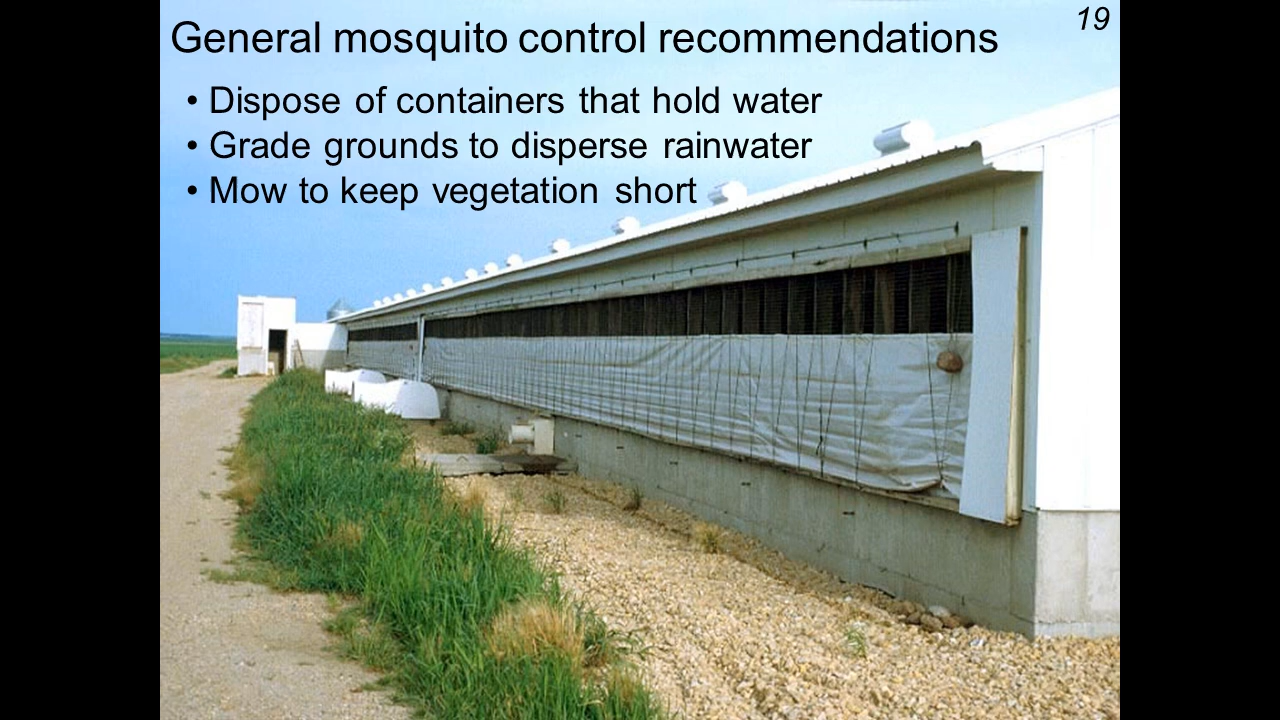 General mosquito control recommendations
19
• Dispose of containers that hold water
• Grade grounds to disperse rainwater
• Mow to keep vegetation short